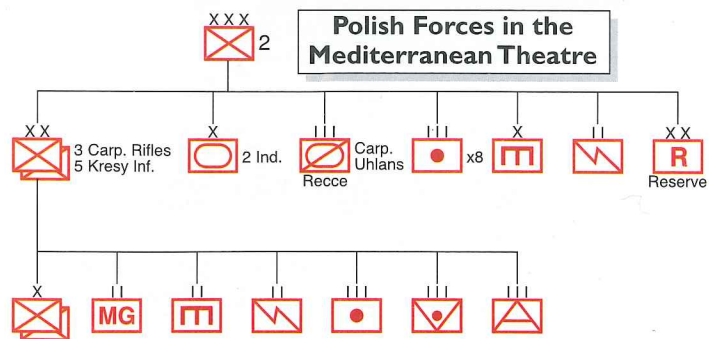 XXX
2
Polish Forces in the
Mediterranean Theatre
XX
3 Carp. Rifles
5 Kresy Inf.
X
2 Ind.
III
Carp.
Uhlans
Recce
III
x8
X
II
XX
R
Reserve
X
II
MG
II
II
III
III
III